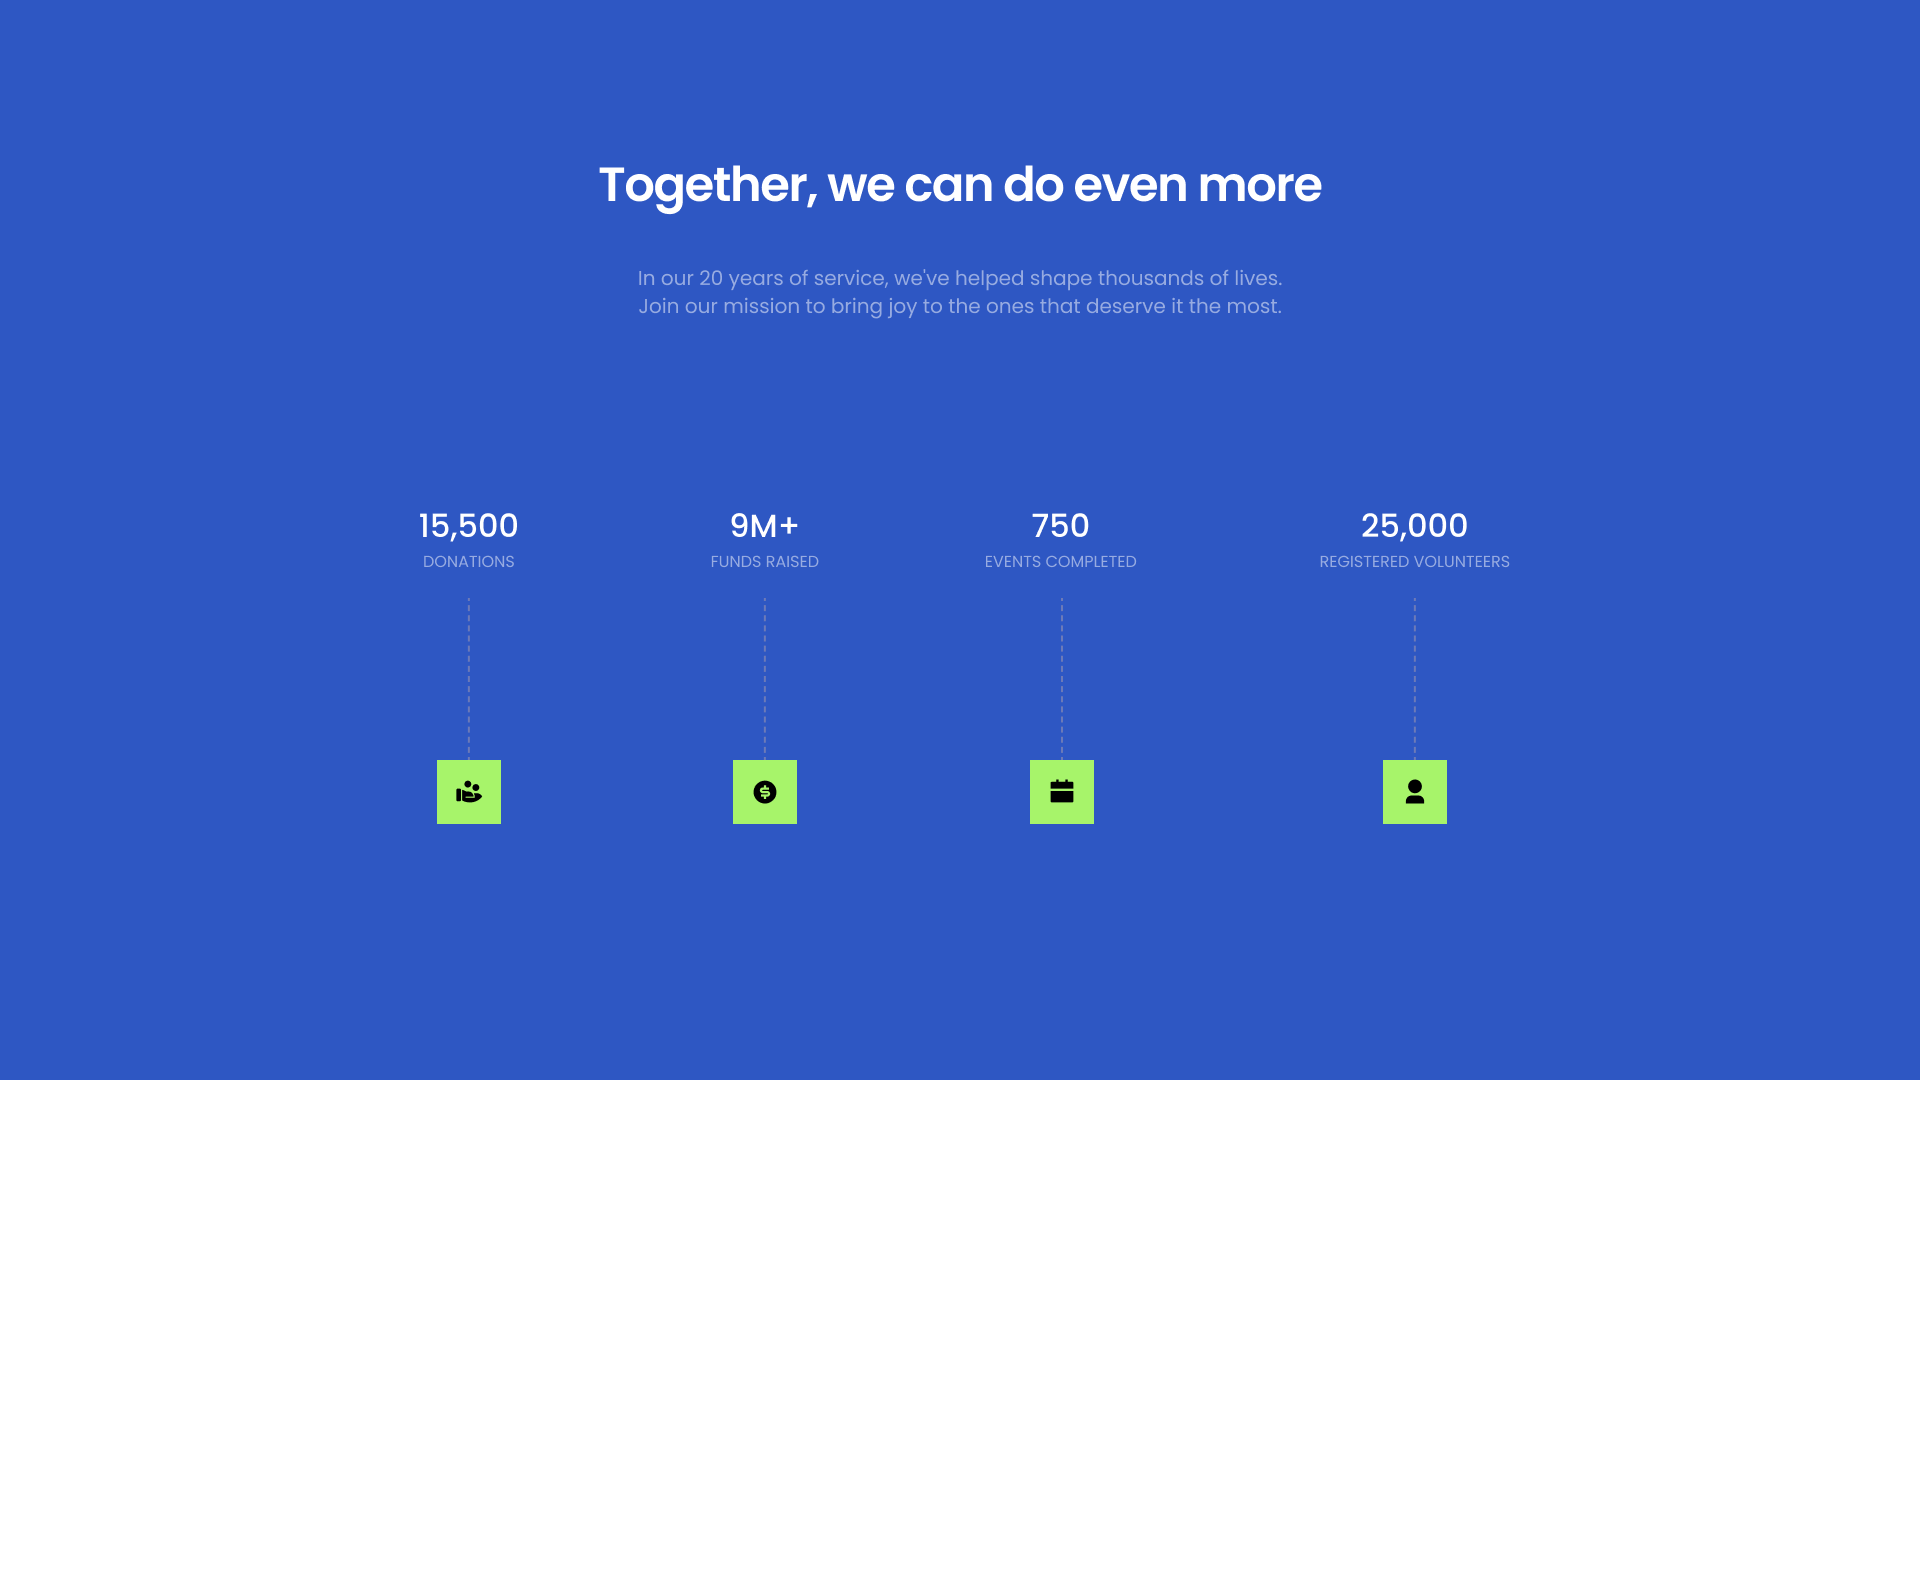 Together, we can do even more
In our 20 years of service, we've helped shape thousands of lives.
Join our mission to bring joy to the ones that deserve it the most.
15,500
DONATIONS
9M+
FUNDS RAISED
750
EVENTS COMPLETED
25,000
REGISTERED VOLUNTEERS